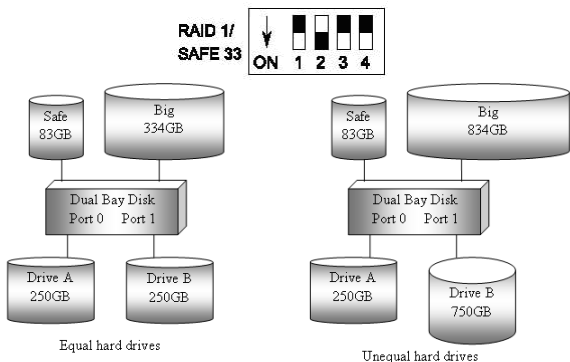 RAID 1/
SAFE 33
ON 1 2 3 4
Safe
83GB
Big
334GB
Dual Bay Disk
Port 0 Port 1
Drive A
250GB
Drive B
250GB
Equal hard drives
Safe
83GB
Big
834GB
Dual Bay Disk
Port 0 Port 1
Drive A
250GB
Drive B
750GB
Unequal hard drives